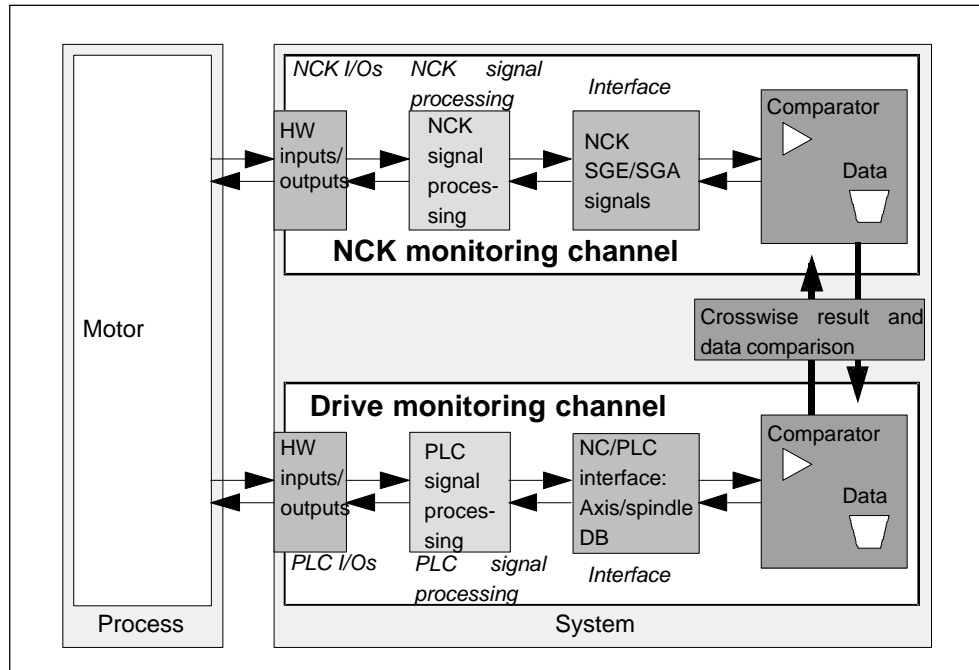 NCK I/Os
NCK signal
processing
Interface
HW
inputs/
outputs
NCK
signal
proces-
sing
NCK
SGE/SGA
signals
Comparator
Data
NCK monitoring channel
Motor
Crosswise result and
data comparison
Drive monitoring channel
HW
inputs/
outputs
PLC
signal
proces-
sing
NC/PLC
interface:
Axis/spindle
DB
Comparator
Data
PLC I/Os
PLC signal
processing
Interface
Process
System